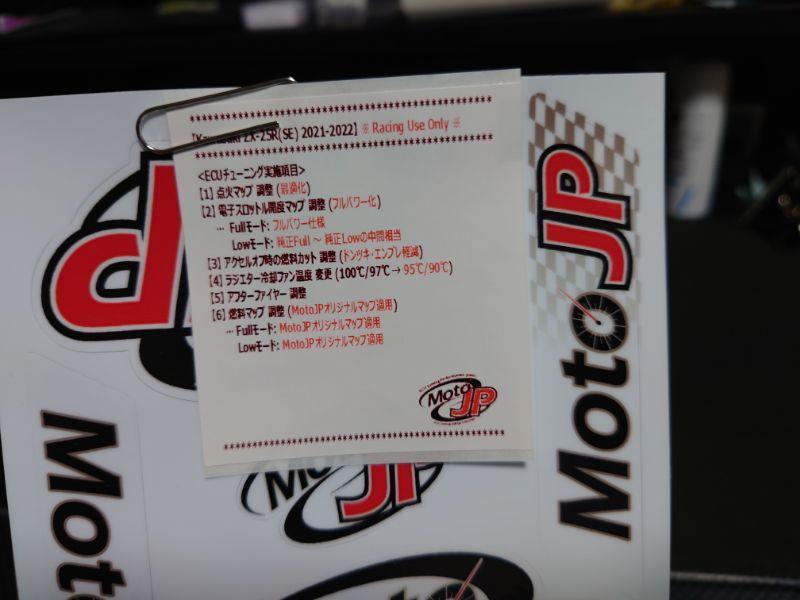 ********************************************
【Kawasaki ZX-25R(SE) 2021-2022】 ※ Racing Use Only ※
********************************************
<ECUチューニング実施項目>
[1] 点火マップ 調整 (最適化)
[2] 電子スロットル開度マップ 調整 (フルパワー化)
… Fullモード: フルパワー仕様
Lowモード: 純正Full ～ 純正Lowの中間相当
[3] アクセルオフ時の燃料カット 調整 (ドンツキ・エンブレ軽減)
[4] ラジエター冷却ファン温度 変更 (100℃/97℃ → 95℃/90℃)
[5] アフターファイヤー 調整
[6] 燃料マップ 調整 (MotoJPオリジナルマップ適用)
… Fullモード: MotoJPオリジナルマップ適用
Lowモード: MotoJPオリジナルマップ適用
Moto JP
********************************************
Moto JP
Moto JP
Moto